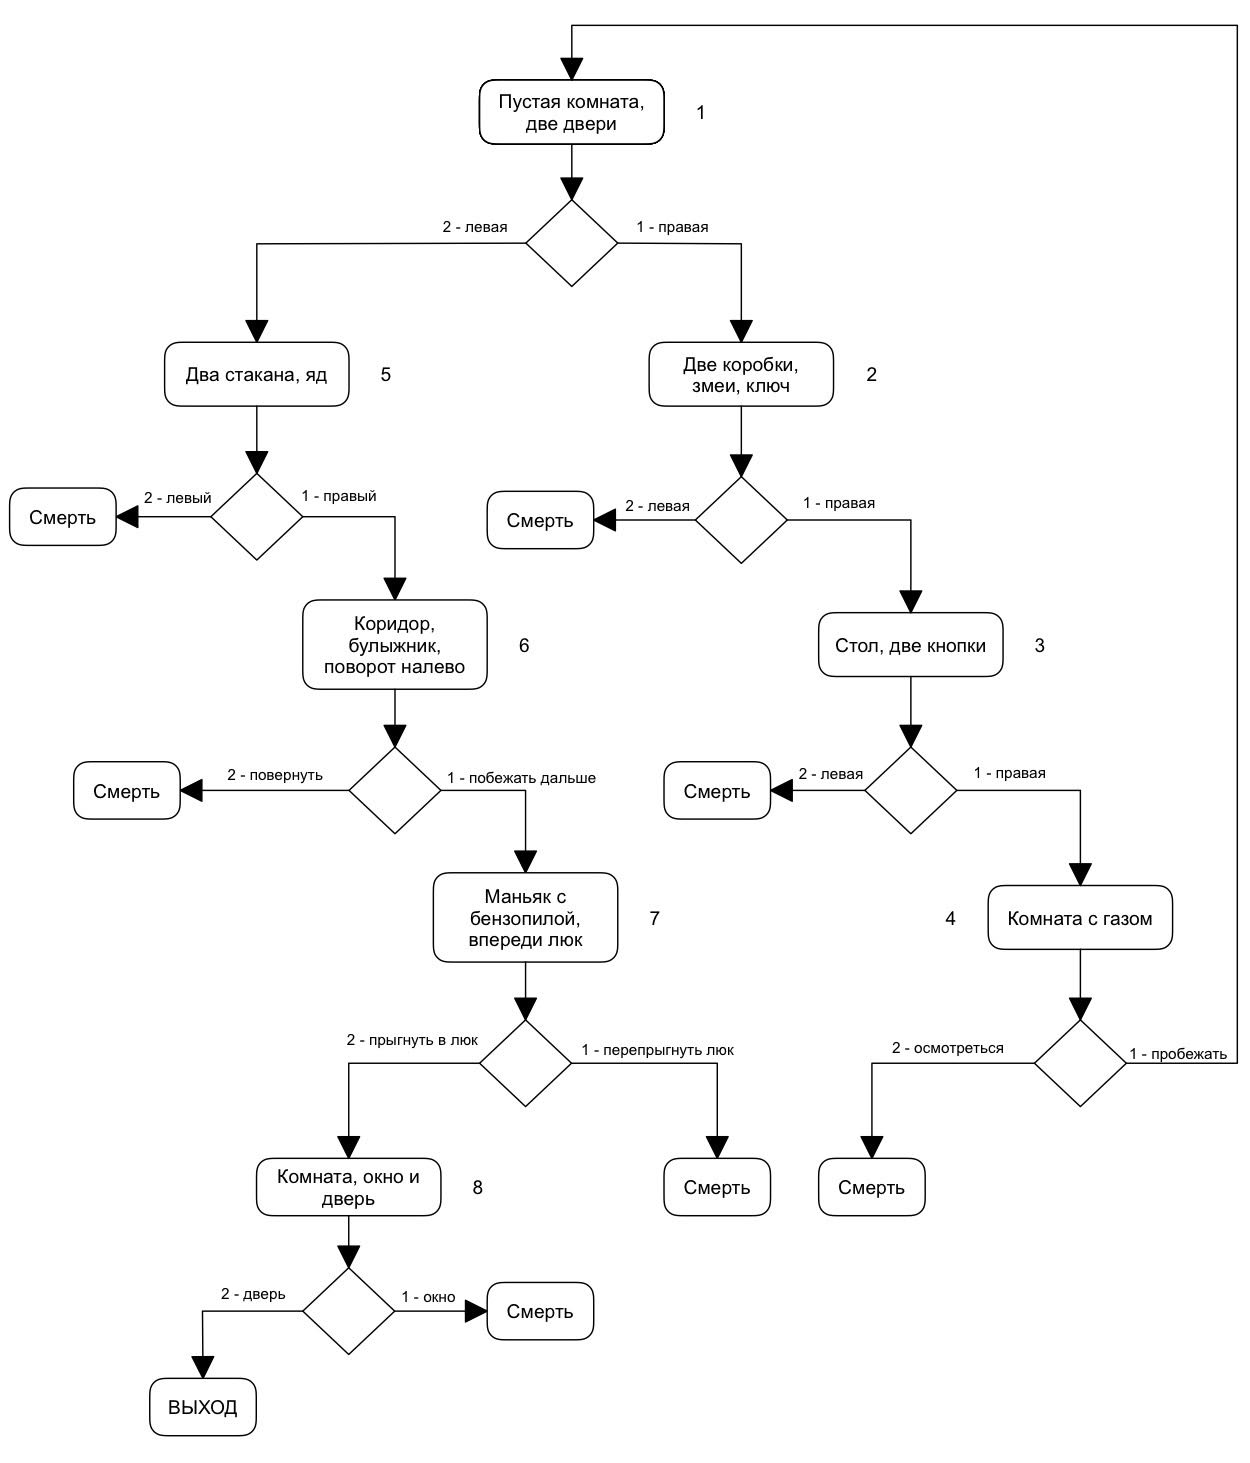 Пустая комната,
две двери
1
2 - левая
1 - правая
Два стакана, яд
5
Две коробки,
змеи, ключ
2
Смерть
2 - левый
1 - правый
Смерть
2 - левая
1 - правая
Коридор,
булыжник,
поворот налево
6
Стол, две кнопки
3
Смерть
2 - повернуть
1 - побежать дальше
Смерть
2 - левая
1 - правая
Маньяк с
бензопилой,
впереди люк
7
4
Комната с газом
2 - прыгнуть в люк
1 - перепрыгнуть люк
2 - осмотреться
1 - пробежать
Комната, окно и
дверь
8
Смерть
Смерть
2 - дверь
1 - окно
Смерть
ВЫХОД